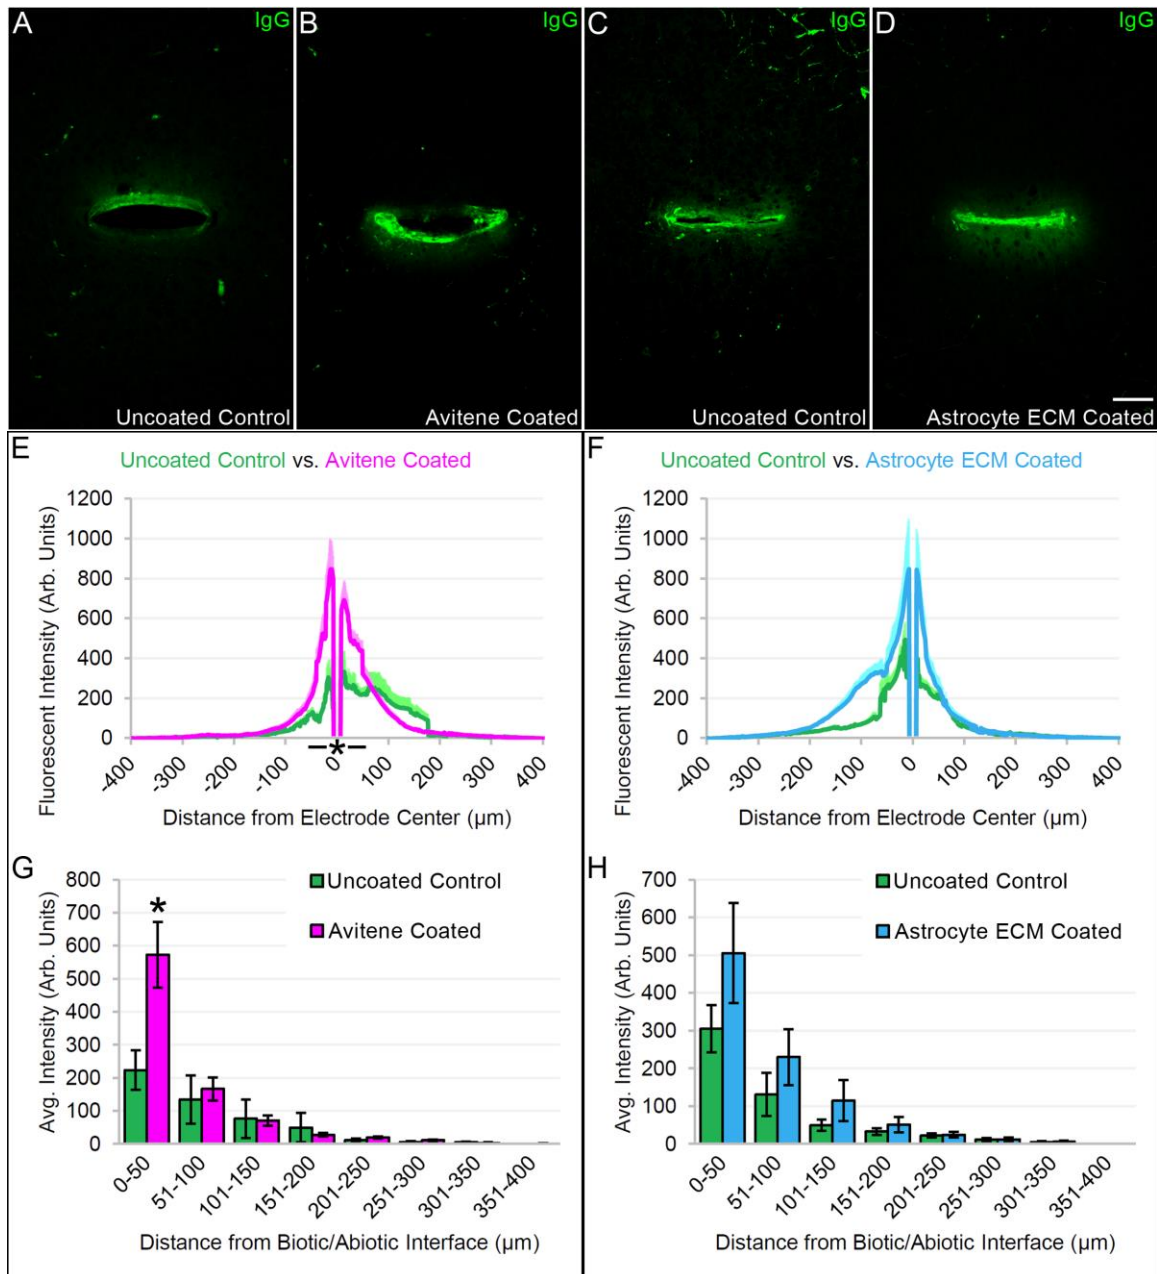 A IgG
B IgG
C IgG
D IgG
Uncoated Control
Avitene Coated
Uncoated Control
Astrocyte ECM Coated
E
Uncoated Control vs. Avitene Coated
Fluorescent Intensity (Arb. Units)
1200
1000
800
600
400
200
0
-400
-300
-200
-100
0
100
200
300
400
*
Distance from Electrode Center (µm)
F
Uncoated Control vs. Astrocyte ECM Coated
Fluorescent Intensity (Arb. Units)
1200
1000
800
600
400
200
0
-400
-300
-200
-100
0
100
200
300
400
Distance from Electrode Center (µm)
G
Uncoated Control
Avitene Coated
*
Avg. Intensity (Arb. Units)
800
700
600
500
400
300
200
100
0
0-50
51-100
101-150
151-200
201-250
251-300
301-350
351-400
Distance from Biotic/Abiotic Interface (µm)
H
Uncoated Control
Astrocyte ECM Coated
Avg. Intensity (Arb. Units)
700
600
500
400
300
200
100
0
0-50
51-100
101-150
151-200
201-250
251-300
301-350
351-400
Distance from Biotic/Abiotic Interface (µm)